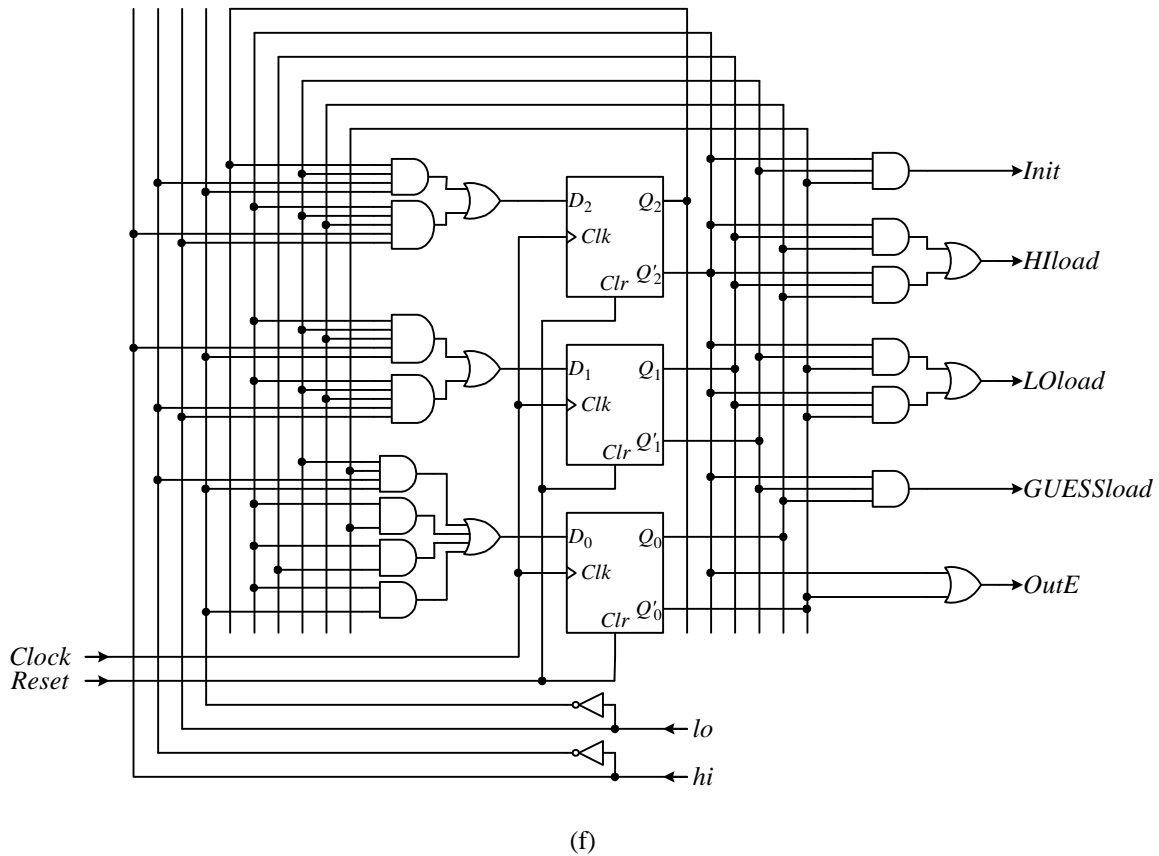 Init
D2 Q2
Clk
Q'2
Clr
HIload
D1 Q1
Clk
Q'1
Clr
LOload
GUESSload
D0 Q0
Clk
Q'0
Clr
OutE
Clock
Reset
lo
hi
(f)